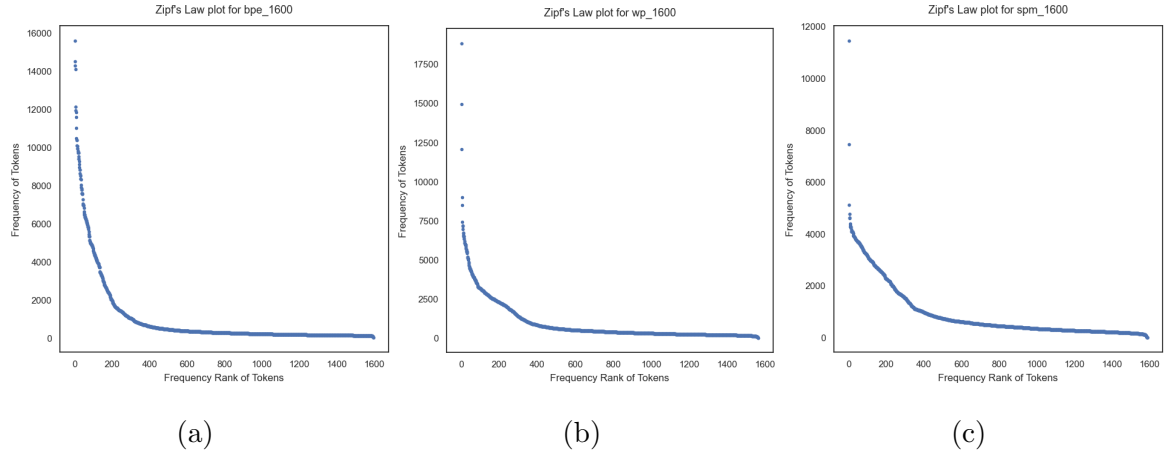 Zipf's Law plot for bpe_1600
16000
14000
12000
10000
8000
6000
4000
2000
0
Frequency of Tokens
0 200 400 600 800 1000 1200 1400 1600
Frequency Rank of Tokens
(a)
Zipf's Law plot for wp_1600
17500
15000
12500
10000
7500
5000
2500
0
Frequency of Tokens
0 200 400 600 800 1000 1200 1400 1600
Frequency Rank of Tokens
(b)
Zipf's Law plot for spm_1600
12000
10000
8000
6000
4000
2000
0
Frequency of Tokens
0 200 400 600 800 1000 1200 1400 1600
Frequency Rank of Tokens
(c)